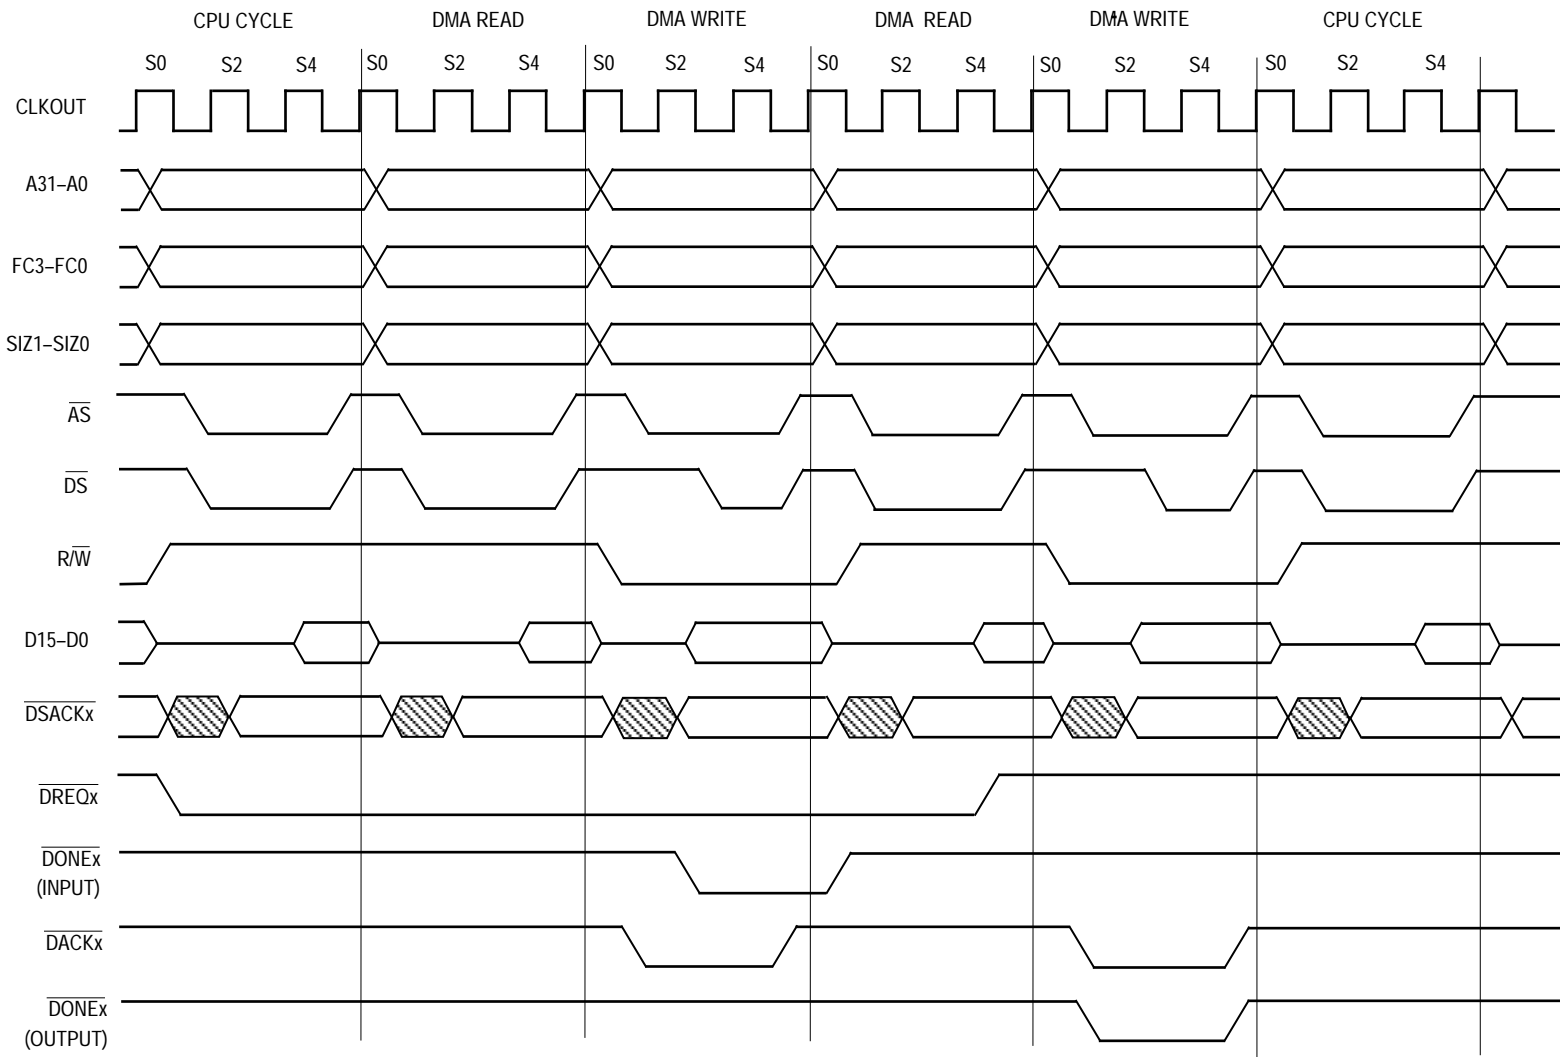 CPU CYCLE DMA READ DMA WRITE DMA READ DMA WRITE CPU CYCLE
S0 S2 S4 S0 S2 S4 S0 S2 S4 S0 S2 S4 S0 S2 S4 S0 S2 S4
CLKOUT
A31–A0
FC3–FC0
SIZ1–SIZ0
AS
DS
R/W
D15–D0
DSACKx
DREQx
DONEx
(INPUT)
DACKx
DONEx
(OUTPUT)